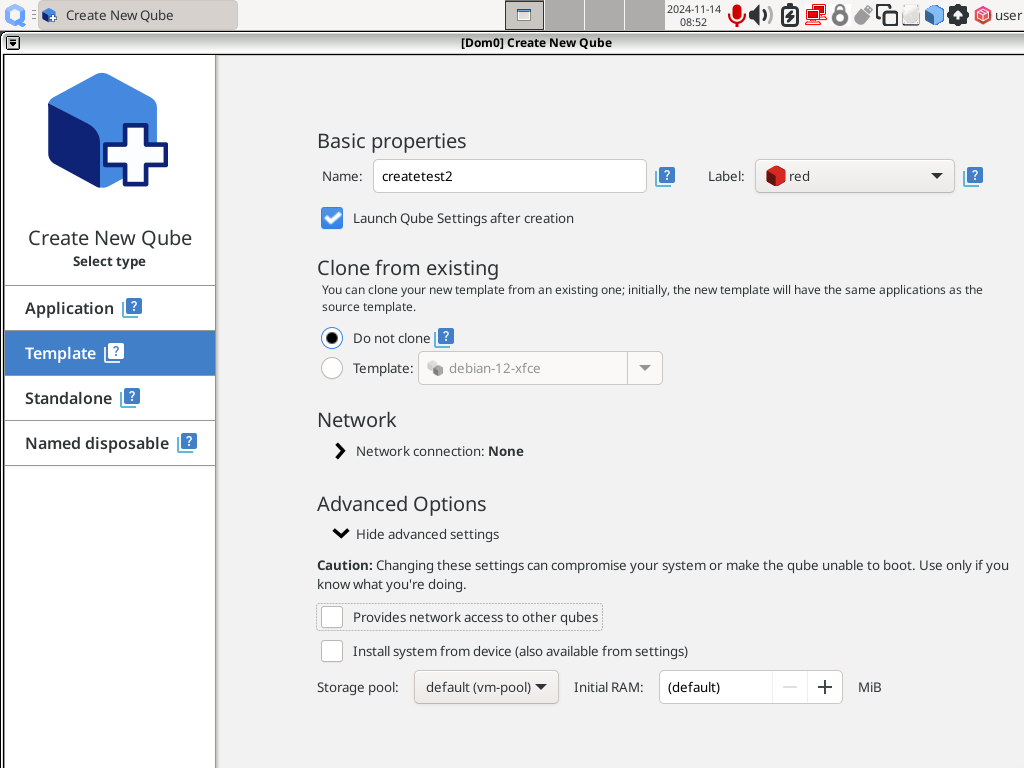 Create New Qube
2024-11-14
08:52
user
[Dom0] Create New Qube
Create New Qube
Select type
Application
Template
Standalone
Named disposable
Basic properties
Name: createtest2
Label: red
Launch Qube Settings after creation
Clone from existing
You can clone your new template from an existing one; initially, the new template will have the same applications as the
source template.
Do not clone
Template: debian-12-xfce
Network
Network connection: None
Advanced Options
Hide advanced settings
Caution: Changing these settings can compromise your system or make the qube unable to boot. Use only if you
know what you're doing.
Provides network access to other qubes
Install system from device (also available from settings)
Storage pool: default (vm-pool) Initial RAM: (default) MiB